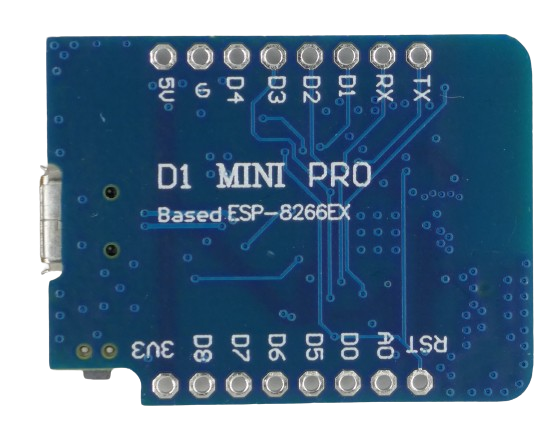 5V G D4 D3 D2 D1 RX TX
D1 MINI PRO
Based ESP-8266EX
3V3 D8 D7 D6 D5 D0 A0 RST